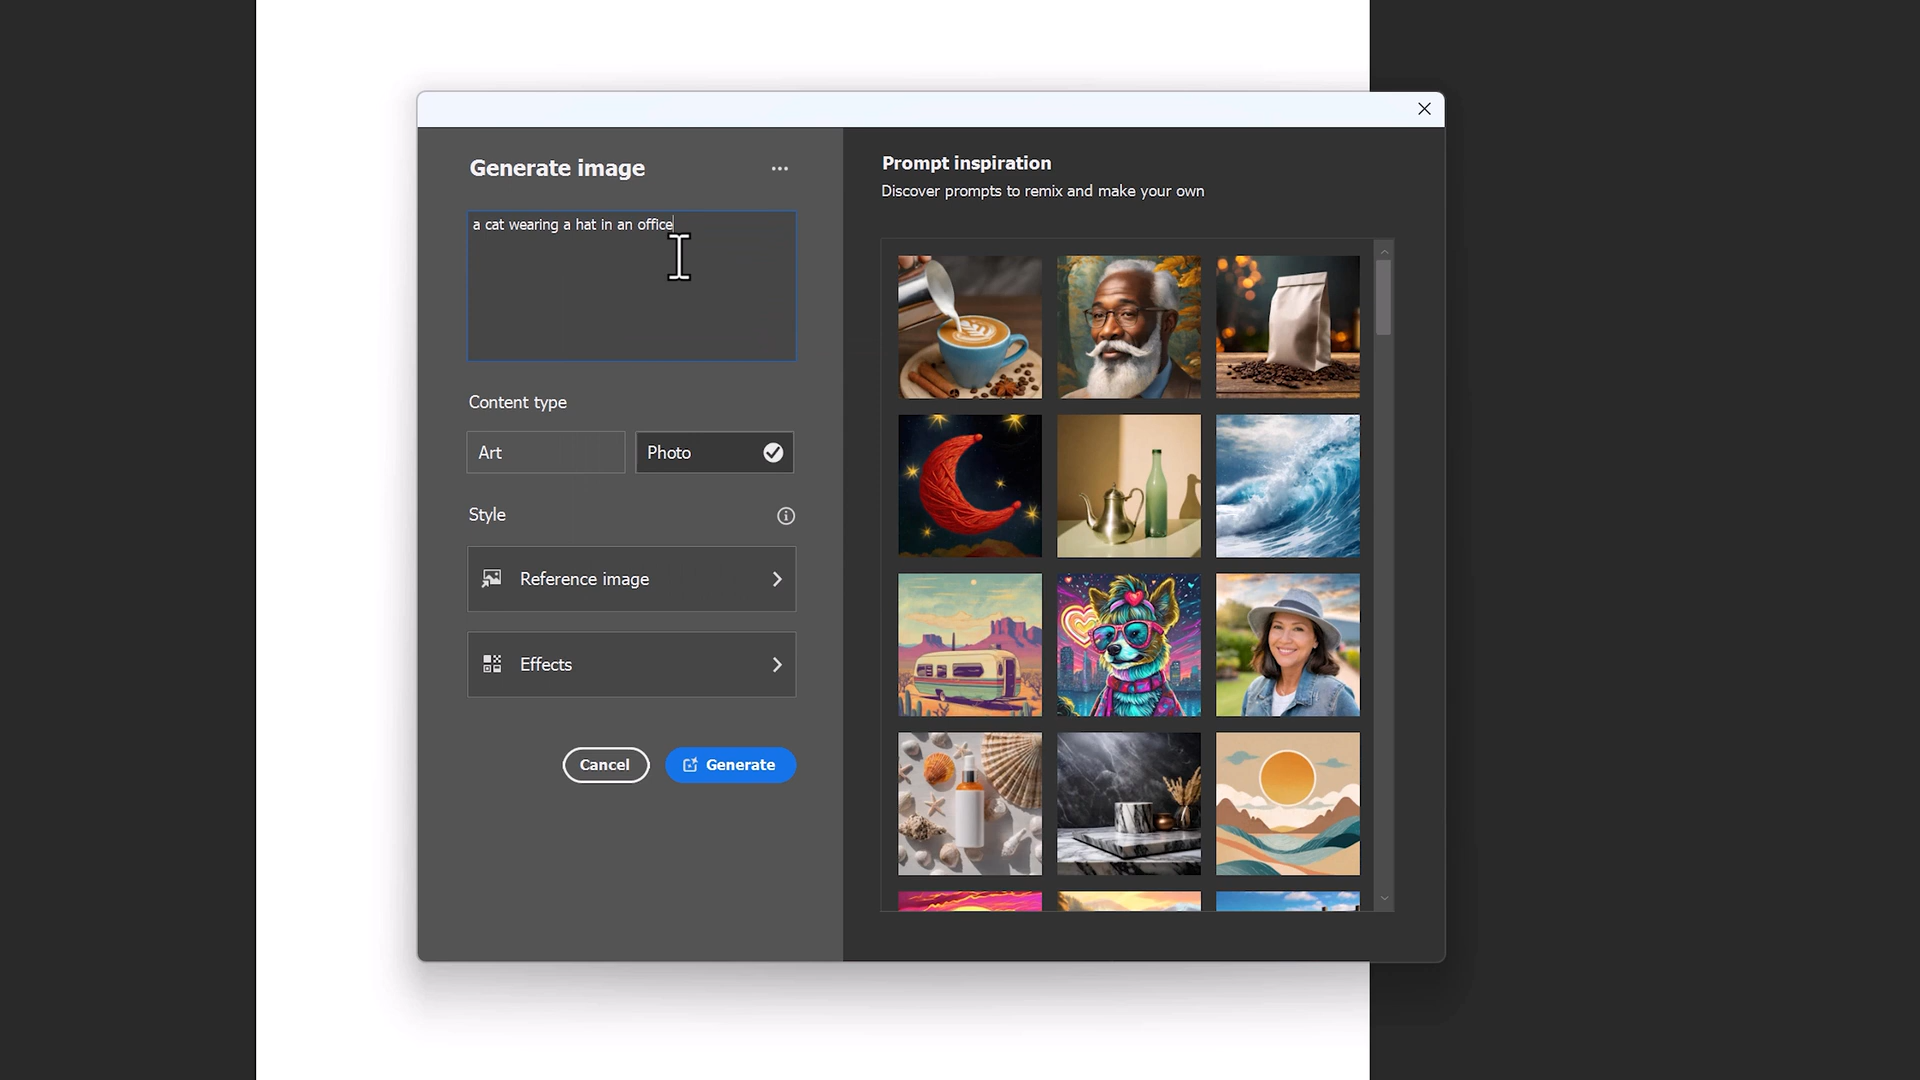 Generate image
a cat wearing a hat in an office
Content type
Art
Photo
Style
Reference image
Effects
Cancel
Generate
Prompt inspiration
Discover prompts to remix and make your own